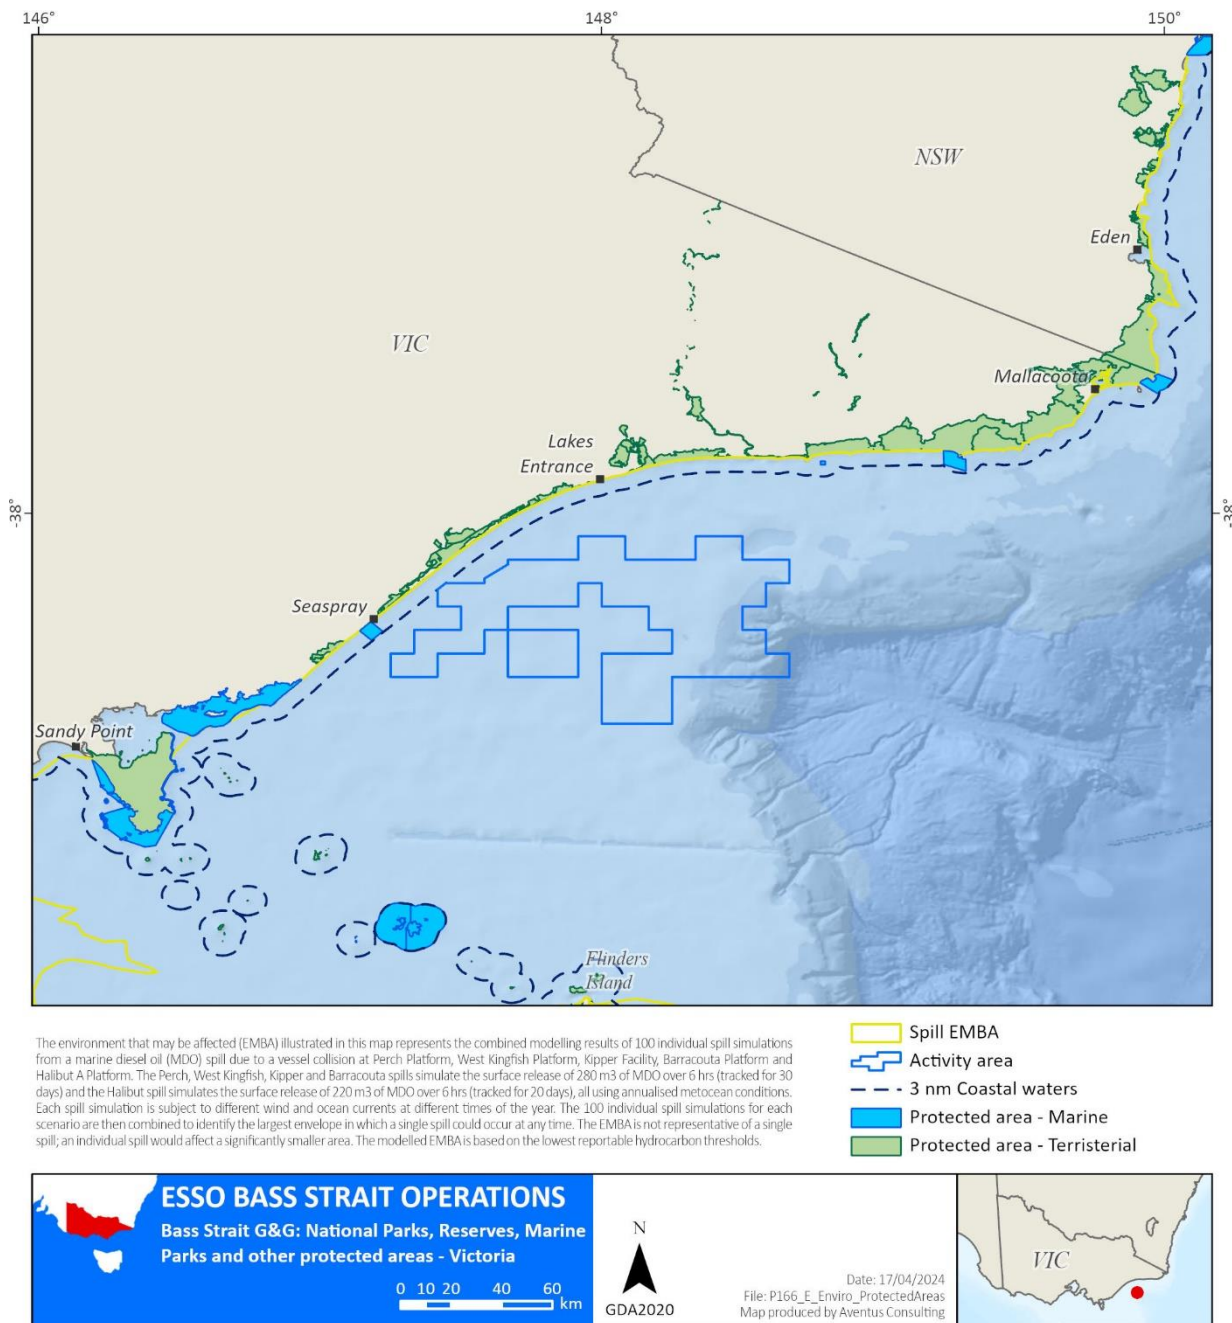 146°
148°
150°
NSW
Eden
VIC
Mallacoota
Lakes
Entrance
-38°
-38°
Seaspray
Sandy Point
Flinders
Island
The environment that may be affected (EMBA) illustrated in this map represents the combined modelling results of 100 individual spill simulations
from a marine diesel oil (MDO) spill due to a vessel collision at Perch Platform, West Kingfish Platform, Kipper Facility, Barracouta Platform and
Halibut A Platform. The Perch, West Kingfish, Kipper and Barracouta spills simulate the surface release of 280 m3 of MDO over 6 hrs (tracked for 30
days) and the Halibut spill simulates the surface release of 220 m3 of MDO over 6 hrs (tracked for 20 days), all using annualised metocean conditions.
Each spill simulation is subject to different wind and ocean currents at different times of the year. The 100 individual spill simulations for each
scenario are then combined to identify the largest envelope in which a single spill could occur at any time. The EMBA is not representative of a single
spill; an individual spill would affect a significantly smaller area. The modelled EMBA is based on the lowest reportable hydrocarbon thresholds.
Spill EMBA
Activity area
3 nm Coastal waters
Protected area - Marine
Protected area - Terristerial
ESSO BASS STRAIT OPERATIONS
Bass Strait G&G: National Parks, Reserves, Marine
Parks and other protected areas - Victoria
0 10 20 40 60
km
N
GDA2020
Date: 17/04/2024
File: P166_E_Enviro_ProtectedAreas
Map produced by Aventus Consulting
VIC